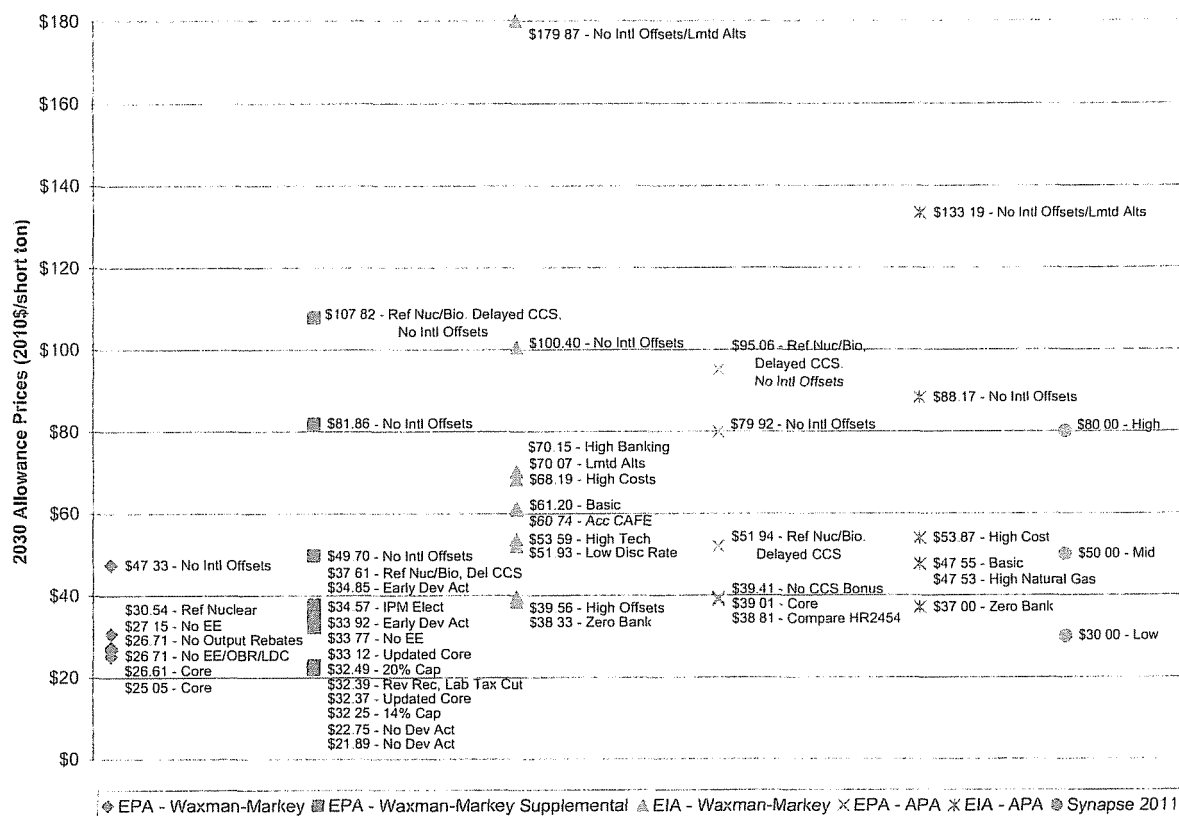 2030 Allowance Prices (2010$/short ton)
$180
$160
$140
$120
$100
$80
$60
$40
$20
$0
$47 33 - No Intl Offsets
$30.54 - Ref Nuclear
$27 15 - No EE
$26.71 - No Output Rebates
$26 71 - No EE/OBR/LDC
$26.61 - Core
$25 05 - Core
$107 82 - Ref Nuc/Bio. Delayed CCS,
No Intl Offsets
$81.86 - No Intl Offsets
$49 70 - No Intl Offsets
$37 61 - Ref Nuc/Bio, Del CCS
$34.85 - Early Dev Act
$34.57 - IPM Elect
$33 92 - Early Dev Act
$33 77 - No EE
$33 12 - Updated Core
$32.49 - 20% Cap
$32.39 - Rev Rec, Lab Tax Cut
$32.37 - Updated Core
$32 25 - 14% Cap
$22.75 - No Dev Act
$21.89 - No Dev Act
$179 87 - No Intl Offsets/Lmtd Alts
$100.40 - No Intl Offsets
$70.15 - High Banking
$70 07 - Lmtd Alts
$68.19 - High Costs
$61.20 - Basic
$60 74 - Acc CAFE
$53 59 - High Tech
$51 93 - Low Disc Rate
$39 56 - High Offsets
$38 33 - Zero Bank
$95.06 - Ref Nuc/Bio,
Delayed CCS.
No Intl Offsets
$79 92 - No Intl Offsets
$51 94 - Ref Nuc/Bio.
Delayed CCS
$39.41 - No CCS Bonus
$39 01 - Core
$38 81 - Compare HR2454
$133 19 - No Intl Offsets/Lmtd Alts
$88.17 - No Intl Offsets
$53.87 - High Cost
$47 55 - Basic
$47 53 - High Natural Gas
$37 00 - Zero Bank
$80 00 - High
$50 00 - Mid
$30 00 - Low
EPA - Waxman-Markey EPA - Waxman-Markey Supplemental EIA - Waxman-Markey EPA - APA EIA - APA Synapse 2011